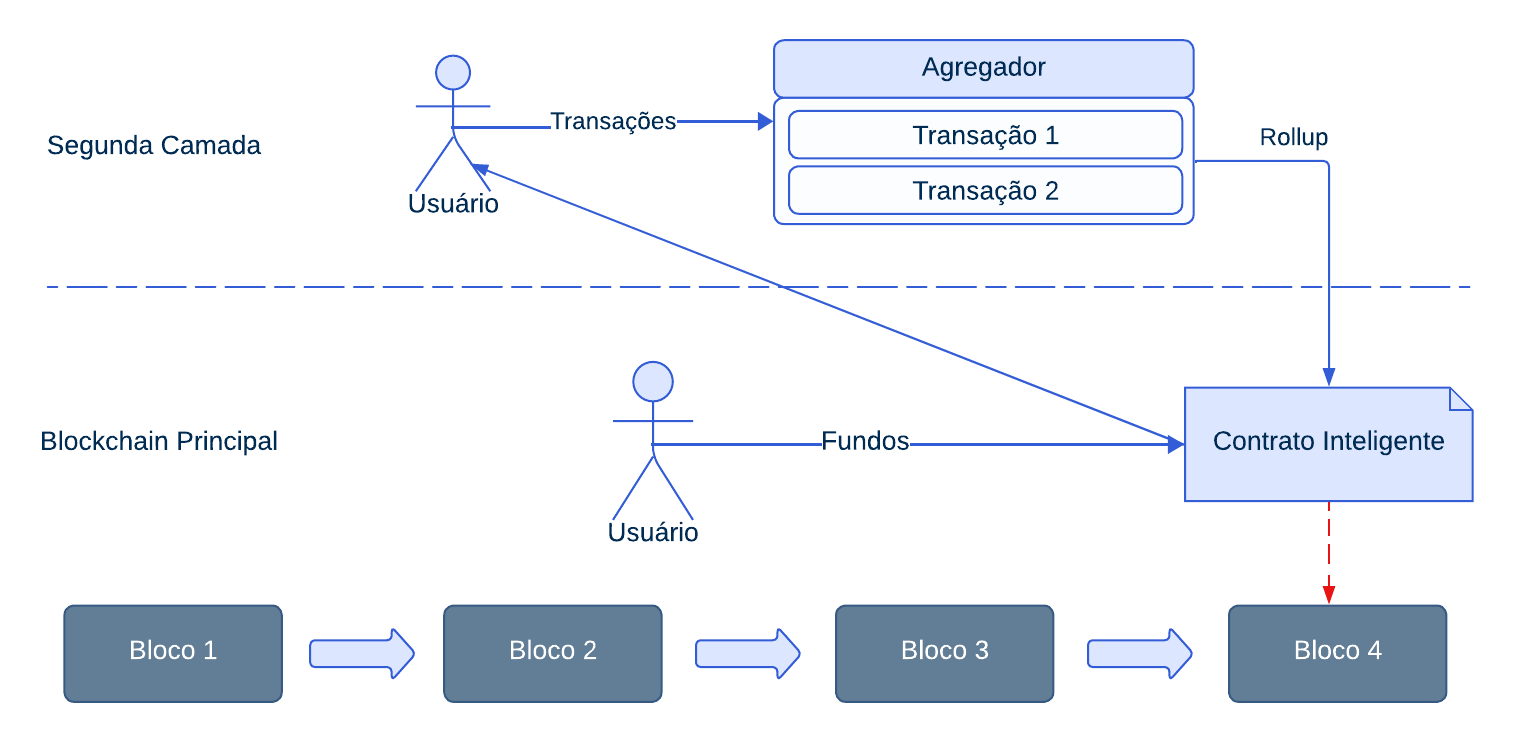 Agregador
Transações
Transação 1
Rollup
Segunda Camada
Transação 2
Usuário
Blockchain Principal
Fundos
Contrato Inteligente
Usuário
Bloco 1
Bloco 2
Bloco 3
Bloco 4